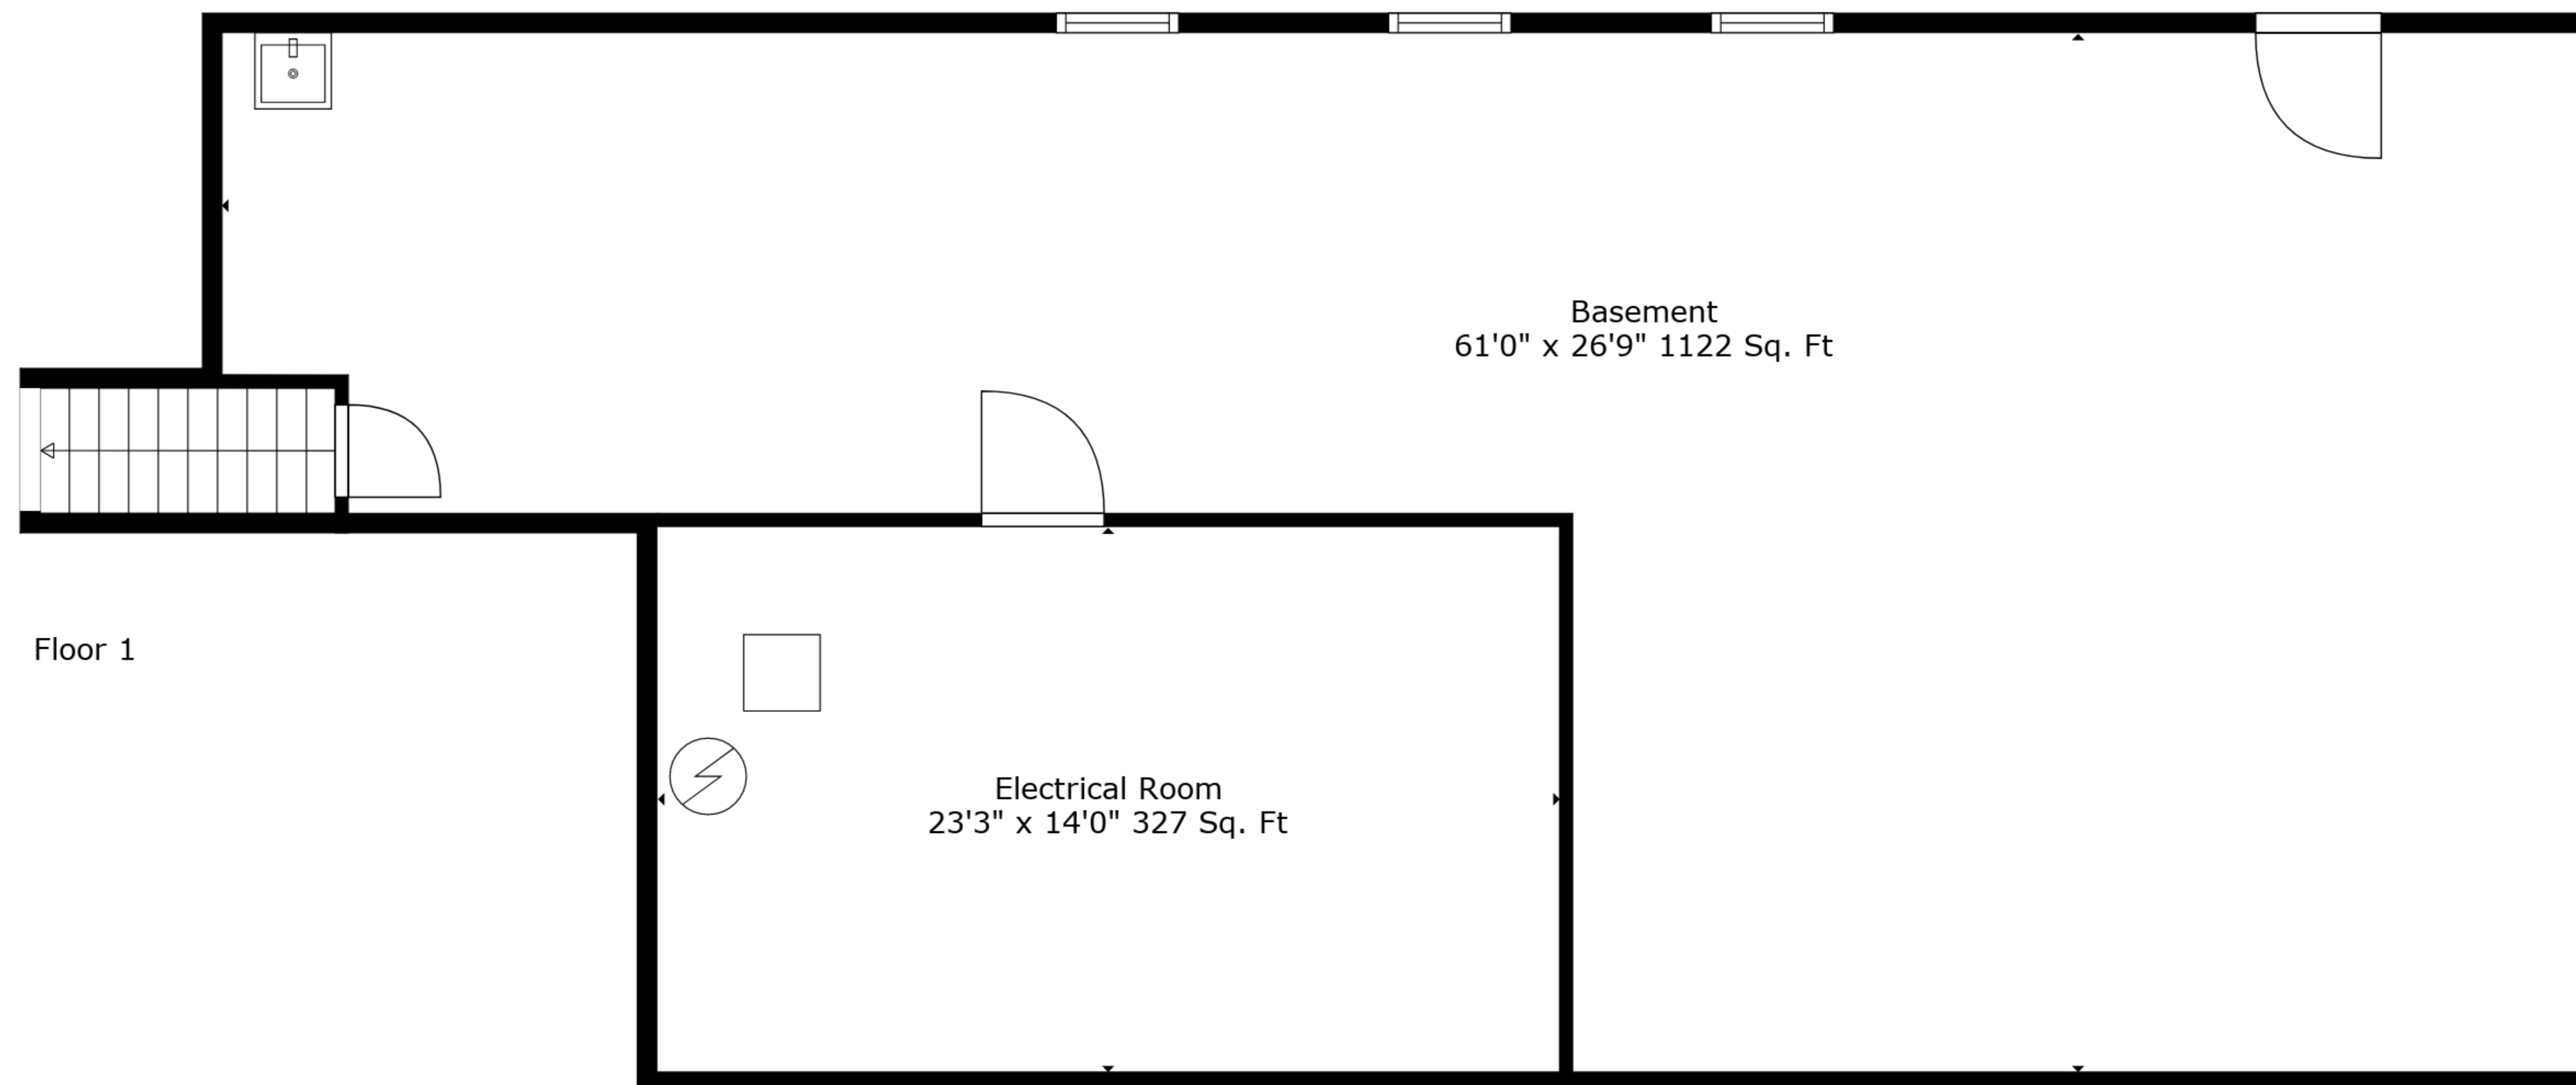 Basement
61'0" x 26'9" 1122 Sq. Ft
Floor 1
Electrical Room
23'3" x 14'0" 327 Sq. Ft